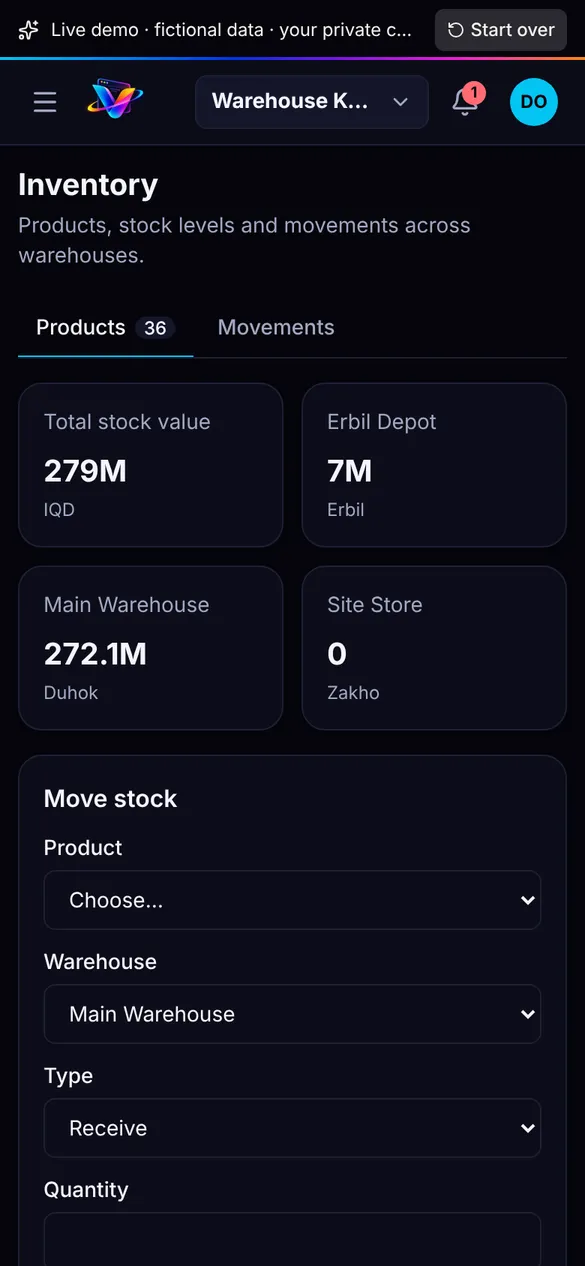 Live demo · fictional data · your private c...
Start over
Warehouse K...
1
DO
Inventory
Products, stock levels and movements across
warehouses.
Products 36
Movements
Total stock value
279M
IQD
Erbil Depot
7M
Erbil
Main Warehouse
272.1M
Duhok
Site Store
0
Zakho
Move stock
Product
Choose...
Warehouse
Main Warehouse
Type
Receive
Quantity